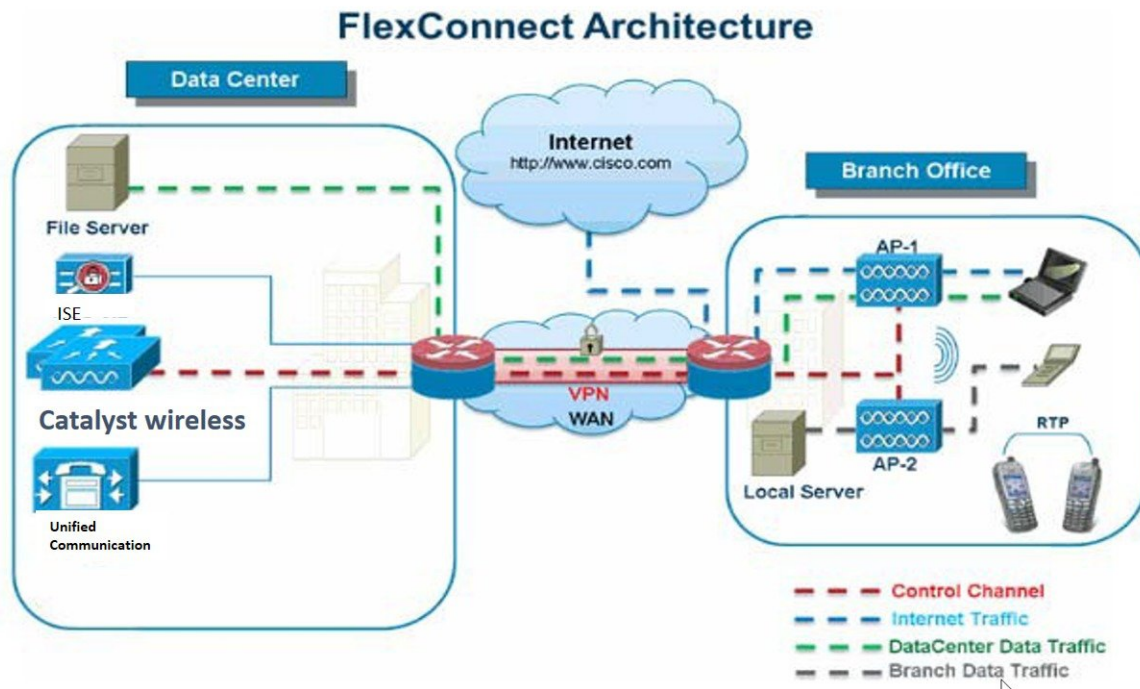 FlexConnect Architecture
Data Center
Internet
http://www.cisco.com
Branch Office
File Server
ISE
Catalyst wireless
Unified
Communication
VPN
WAN
AP-1
AP-2
Local Server
RTP
Control Channel
Internet Traffic
DataCenter Data Traffic
Branch Data Traffic